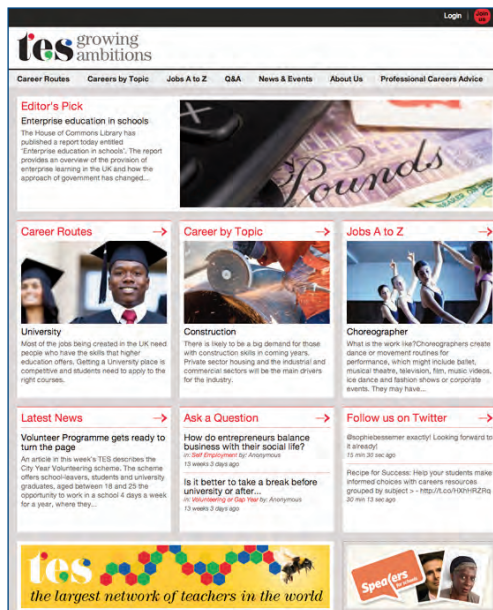 Login | Join us
tes growing
ambitions
Career Routes Careers by Topic Jobs A to Z Q&A News & Events About Us Professional Careers Advice
Editor's Pick
Enterprise education in schools
The House of Commons Library has
published a report today entitled
'Enterprise education in schools'. The report
provides an overview of the provision of
enterprise learning in the UK and how the
approach of government has changed...
Pounds
Career Routes
University
Most of the jobs being created in the UK need
people who have the skills that higher
education offers. Getting a University place is
competitive and students need to apply to the
right courses.
Career by Topic
Construction
There is likely to be a big demand for those
with construction skills in coming years.
Private sector housing and the industrial and
commercial sectors will be the main drivers
for the industry.
Jobs A to Z
Choreographer
What is the work like?Choreographers create
dance or movement routines for
performance, which might include ballet,
musical theatre, television, film, music videos,
ice dance and fashion shows or corporate
events. They may have...
Latest News
Volunteer Programme gets ready to
turn the page
An article in this week's TES describes the
City Year Volunteering scheme. The scheme
offers school-leavers, students and university
graduates, aged between 18 and 25 the
opportunity to work in a school 4 days a week
for a year, where they...
Ask a Question
How do entrepreneurs balance
business with their social life?
in: Self Employment by: Anonymous
13 weeks 3 days ago
Is it better to take a break before
university or after...
in: Volunteering or Gap Year by: Anonymous
13 weeks 3 days ago
Follow us on Twitter
@sophiebessemer exactly! Looking forward to
it already!
15 min 30 sec ago
Recipe for Success: Help your students make
informed choices with careers resources
grouped by subject > - http://t.co/HXhHRZRq
30 min 13 sec ago
tes
the largest network of teachers in the world
Speakers
for schools